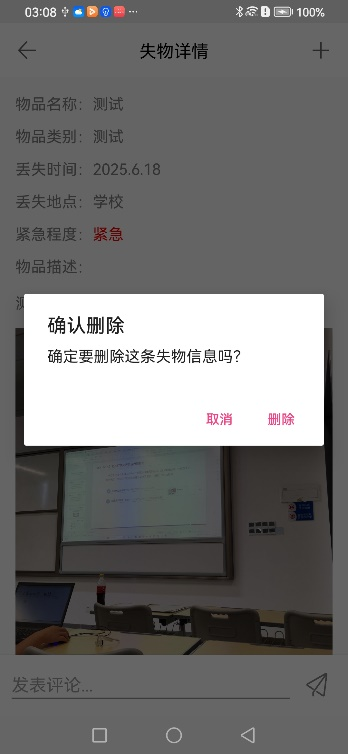 03:08 100%
失物详情
物品名称：测试
物品类别：测试
丢失时间：2025.6.18
丢失地点：学校
紧急程度：紧急
物品描述：
确认删除
确定要删除这条失物信息吗？
取消 删除
发表评论...